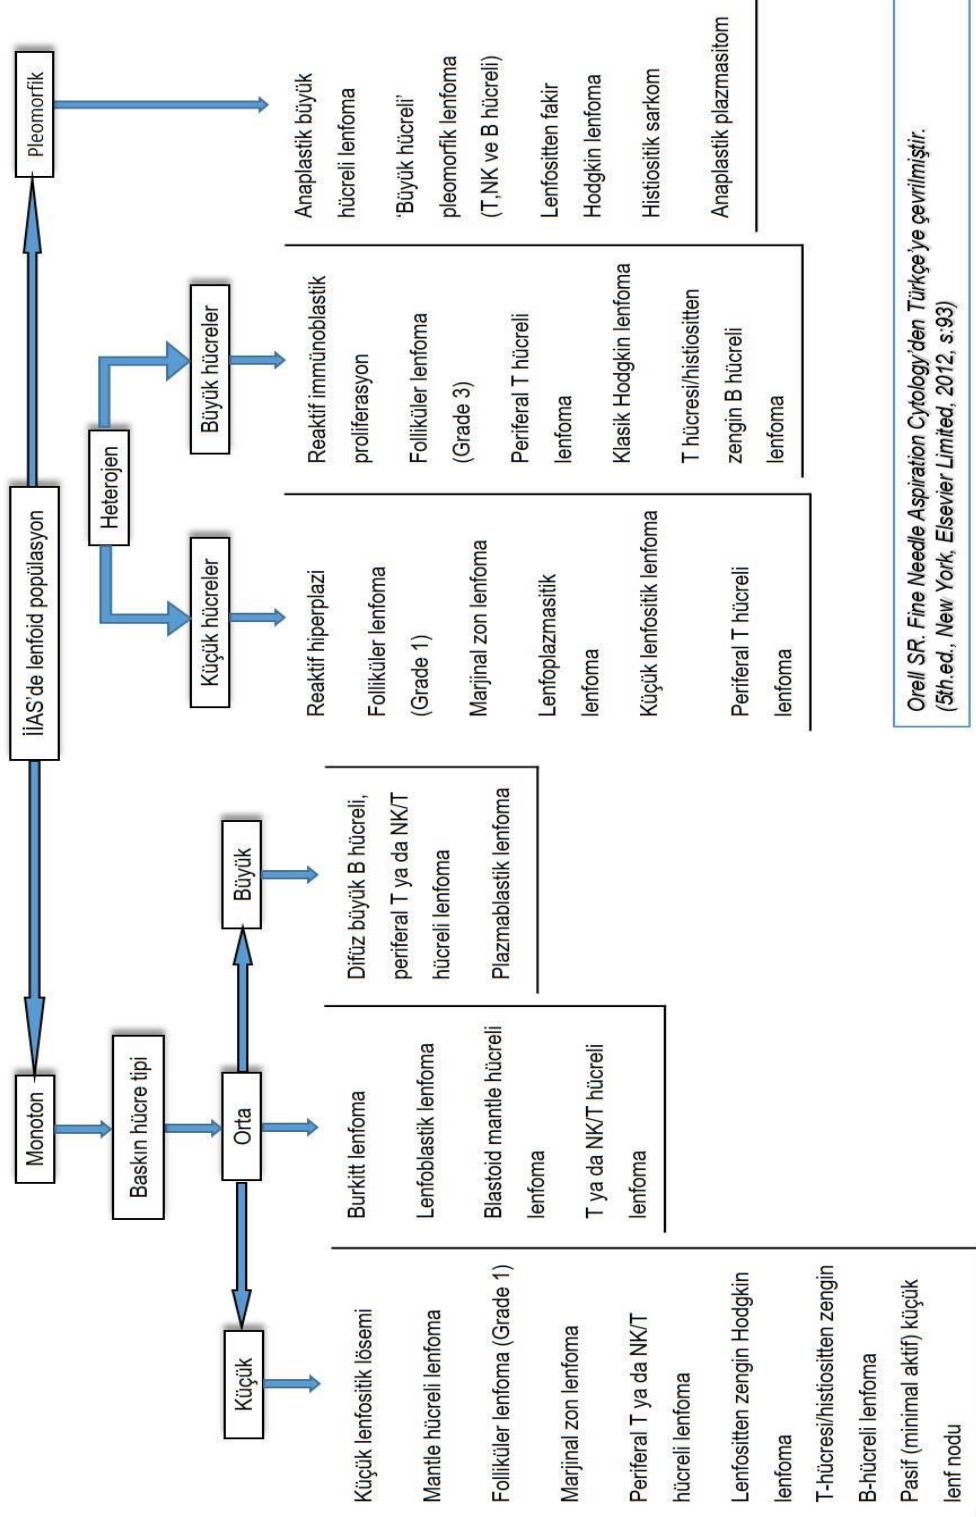 İİAS'de lenfoid popülasyon
Monoton
Baskın hücre tipi
Küçük
Orta
Büyük
Küçük lenfositik lösemi
Mantle hücreli lenfoma
Folliküler lenfoma (Grade 1)
Marjinal zon lenfoma
Periferal T ya da NK/T
hücreli lenfoma
Lenfositten zengin Hodgkin
lenfoma
T-hücresi/histiositten zengin
B-hücreli lenfoma
Pasif (minimal aktif) küçük
lenf nodu
Burkitt lenfoma
Lenfoblastik lenfoma
Blastoid mantle hücreli
lenfoma
T ya da NK/T hücreli
lenfoma
Difüz büyük B hücreli,
periferal T ya da NK/T
hücreli lenfoma
Plazmablastik lenfoma
Heterojen
Küçük hücreler
Büyük hücreler
Reaktif hiperplazi
Folliküler lenfoma
(Grade 1)
Marjinal zon lenfoma
Lenfoplazmasitik
lenfoma
Küçük lenfositik lenfoma
Periferal T hücreli
lenfoma
Reaktif immünoblastik
proliferasyon
Folliküler lenfoma
(Grade 3)
Periferal T hücreli
lenfoma
Klasik Hodgkin lenfoma
T hücresi/histiositten
zengin B hücreli
lenfoma
Pleomorfik
Anaplastik büyük
hücreli lenfoma
'Büyük hücreli'
pleomorfik lenfoma
(T,NK ve B hücreli)
Lenfositten fakir
Hodgkin lenfoma
Histiositik sarkom
Anaplastik plazmasitom
Orell SR. Fine Needle Aspiration Cytology'den Türkçe'ye çevrilmiştir.
(5th.ed., New York, Elsevier Limited, 2012, s:93)